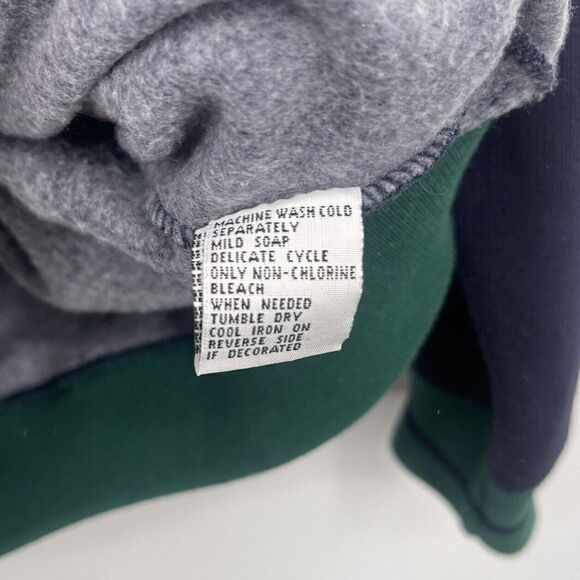 MACHINE WASH COLD
SEPARATELY
MILD SOAP
DELICATE CYCLE
ONLY NON-CHLORINE
BLEACH
WHEN NEEDED
TUMBLE DRY
COOL IRON ON
REVERSE SIDE
IF DECORATED